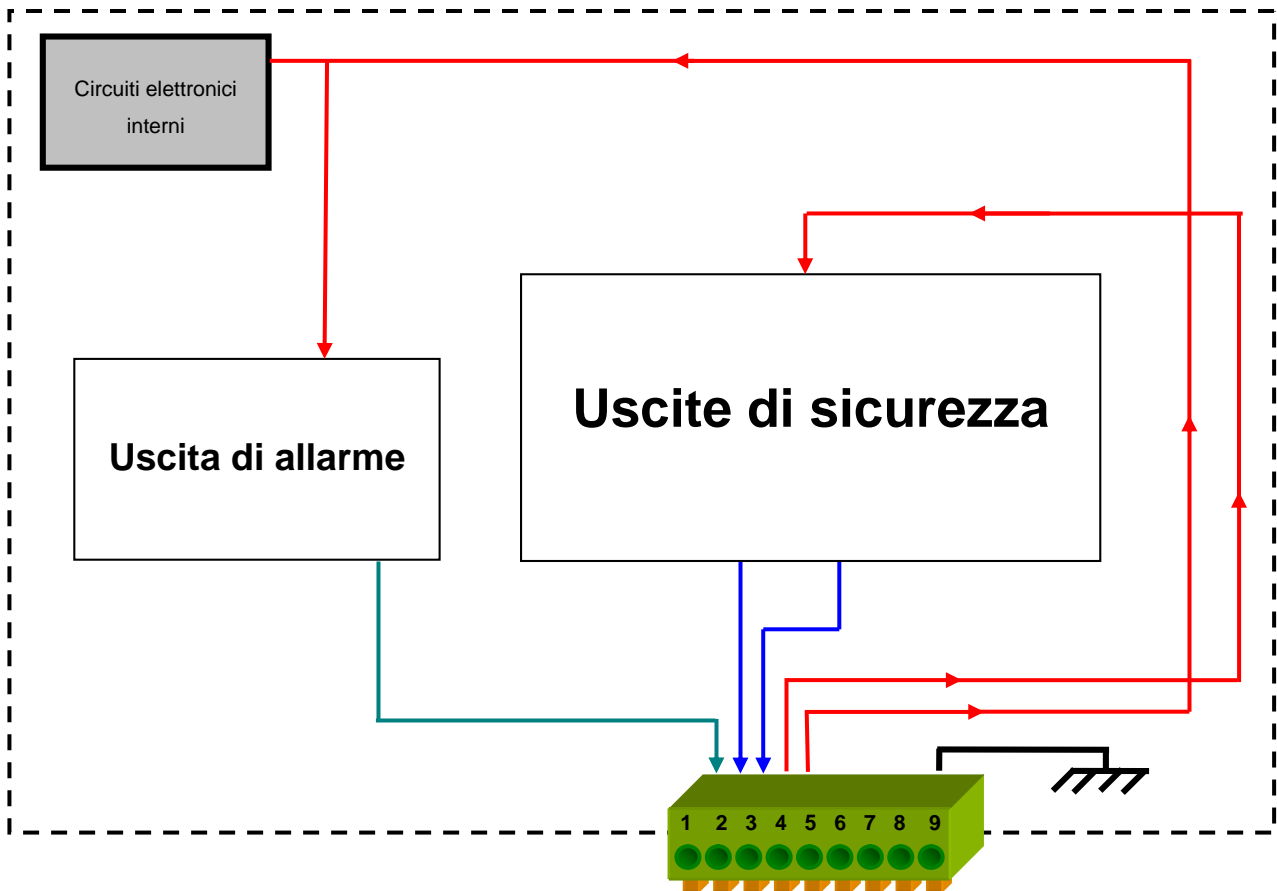 Circuiti elettronici
interni
Uscite di sicurezza
Uscita di allarme
1 2 3 4 5 6 7 8 9